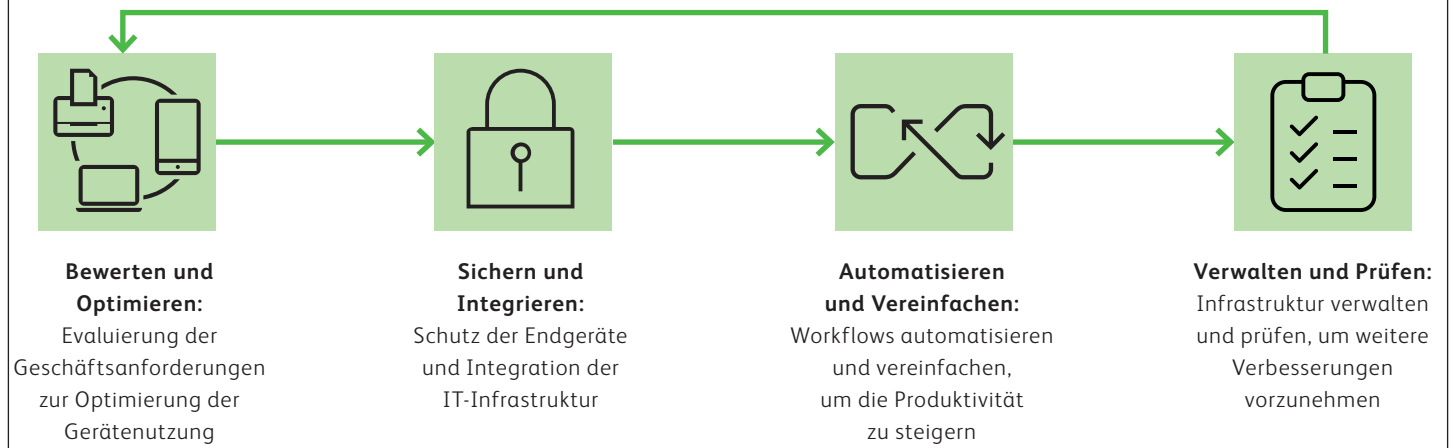 Bewerten und
Optimieren:
Evaluierung der
Geschäftsanforderungen
zur Optimierung der
Gerätenutzung
Sichern und
Integrieren:
Schutz der Endgeräte
und Integration der
IT-Infrastruktur
Automatisieren
und Vereinfachen:
Workflows automatisieren
und vereinfachen,
um die Produktivität
zu steigern
Verwalten und Prüfen:
Infrastruktur verwalten
und prüfen, um weitere
Verbesserungen
vorzunehmen